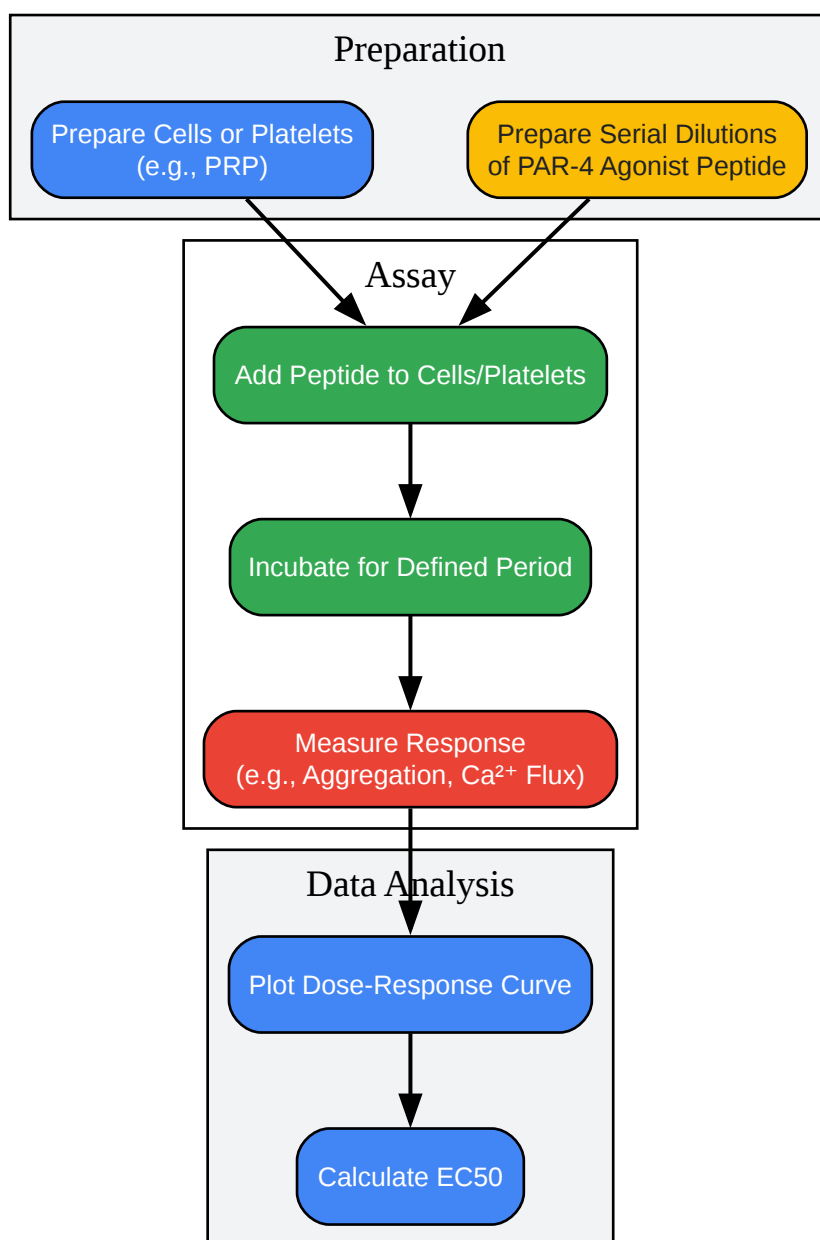 Preparation
Prepare Cells or Platelets
(e.g., PRP)
Prepare Serial Dilutions
of PAR-4 Agonist Peptide
Assay
Add Peptide to Cells/Platelets
Incubate for Defined Period
Measure Response
(e.g., Aggregation, Ca²⁺ Flux)
Data Analysis
Plot Dose-Response Curve
Calculate EC50